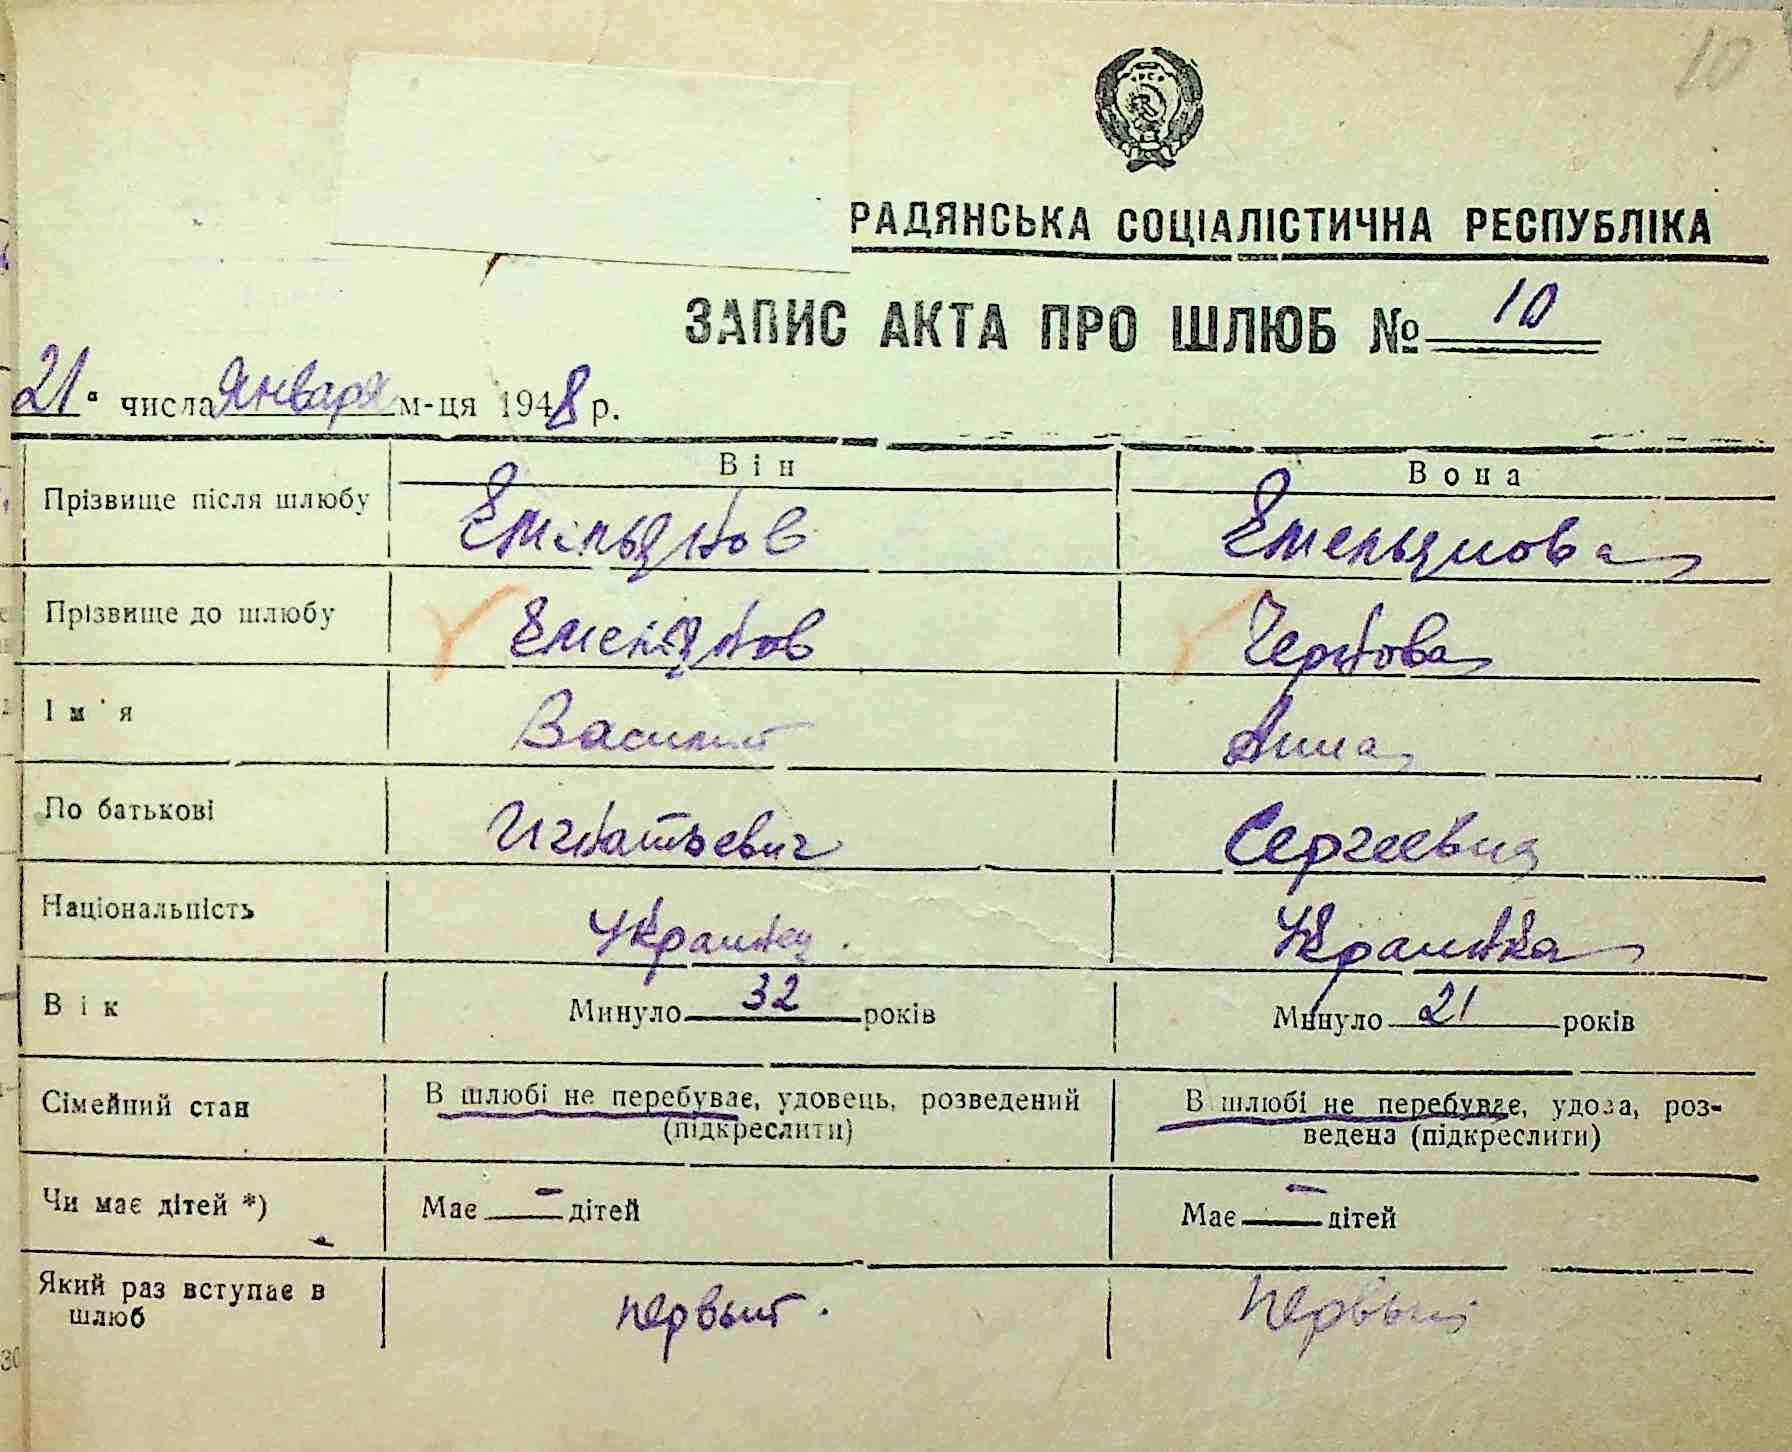 10
РАДЯНСЬКА СОЦІАЛІСТИЧНА РЕСПУБЛІКА
ЗАПИС АКТА ПРО ШЛЮБ № 10
21 числа января м-ця 1948 р.
Він Вона
Прізвище після шлюбу Емельянов Емельянова
Прізвище до шлюбу Емельянов Чернова
Ім'я Василий Анна
По батькові Игнатьевич Сергеевна
Національність Украинец. Украинка
Вік Минуло 32 років Минуло 21 років
Сімейний стан В шлюбі не перебуває, удовець, розведений В шлюбі не перебуває, удова, роз-
(підкреслити) ведена (підкреслити)
Чи має дітей *) Має — дітей Має — дітей
Який раз вступає в первый. первый
шлюб